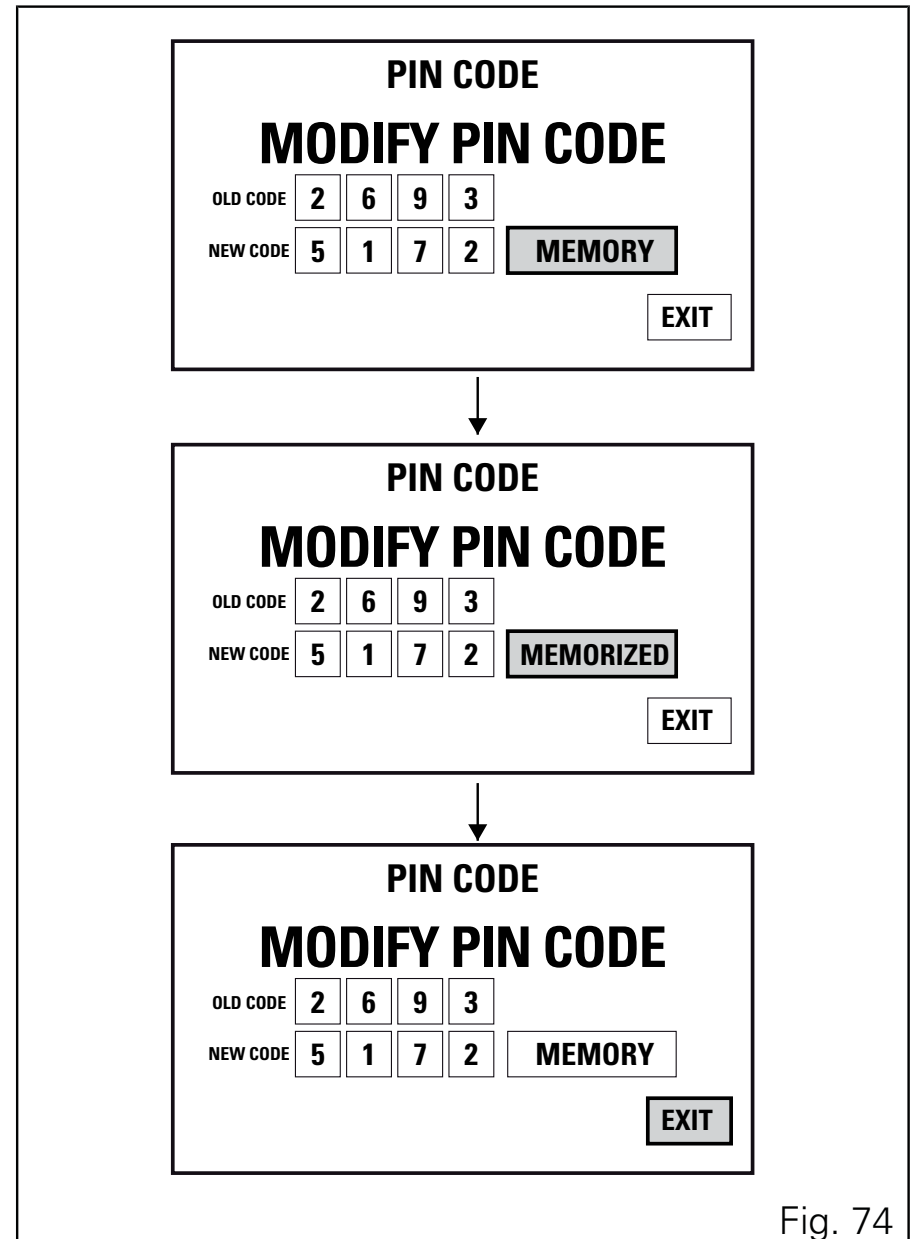 PIN CODE
MODIFY PIN CODE
OLD CODE 2 6 9 3
NEW CODE 5 1 7 2 MEMORY
EXIT
PIN CODE
MODIFY PIN CODE
OLD CODE 2 6 9 3
NEW CODE 5 1 7 2 MEMORIZED
EXIT
PIN CODE
MODIFY PIN CODE
OLD CODE 2 6 9 3
NEW CODE 5 1 7 2 MEMORY
EXIT
Fig. 74